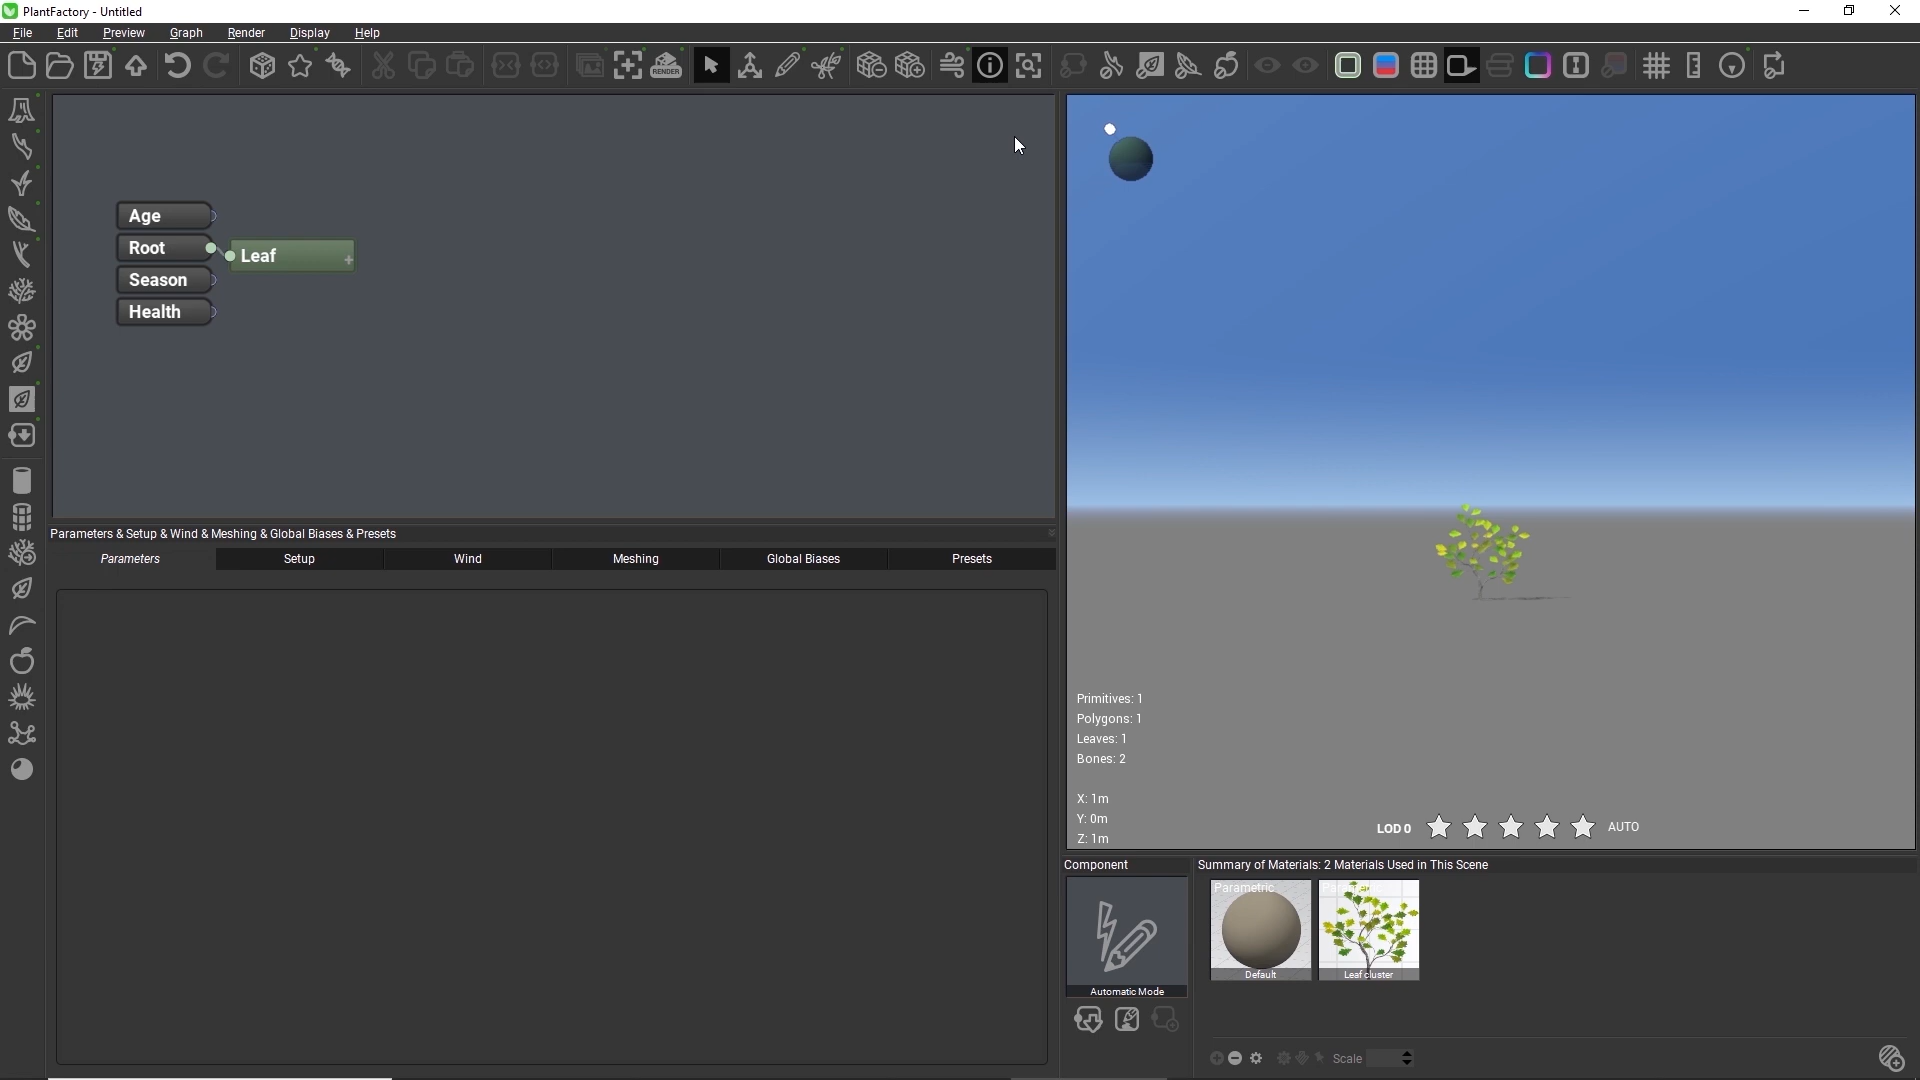 PlantFactory - Untitled
File Edit Preview Graph Render Display Help
RENDER
Age
Root
Leaf
Season
Health
Parameters & Setup & Wind & Meshing & Global Biases & Presets
Parameters Setup Wind Meshing Global Biases Presets
Primitives: 1
Polygons: 1
Leaves: 1
Bones: 2
X: 1m
Y: 0m
Z: 1m
LOD 0 AUTO
Component
Automatic Mode
Summary of Materials: 2 Materials Used in This Scene
Parametric
Default
Leaf cluster
Scale